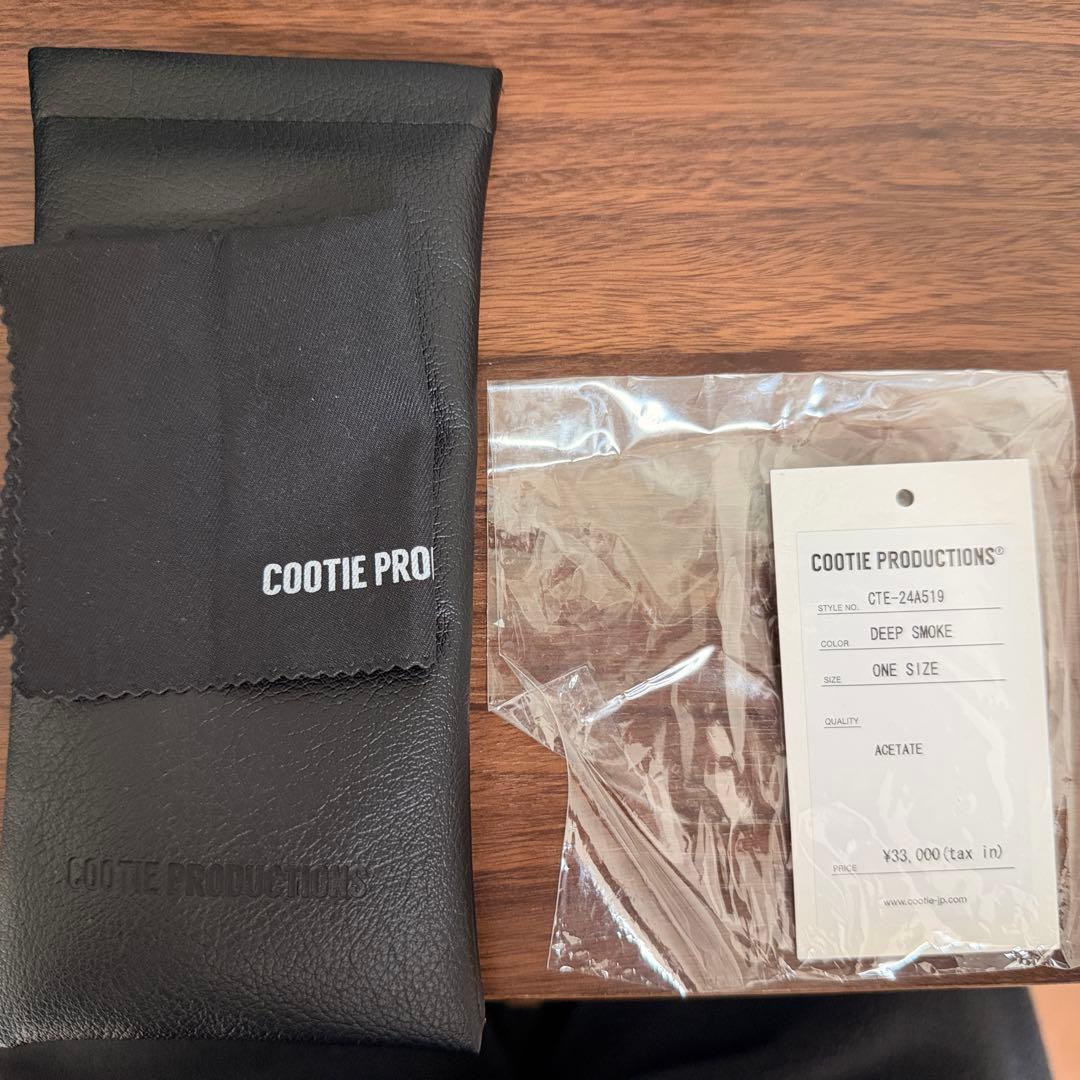 COOTIE PRO
COOTIE PRODUCTIONS
COOTIE PRODUCTIONS®
STYLE NO. CTE-24A519
COLOR DEEP SMOKE
SIZE ONE SIZE
QUALITY
ACETATE
PRICE ¥33,000(tax in)
www.cootie-jp.com